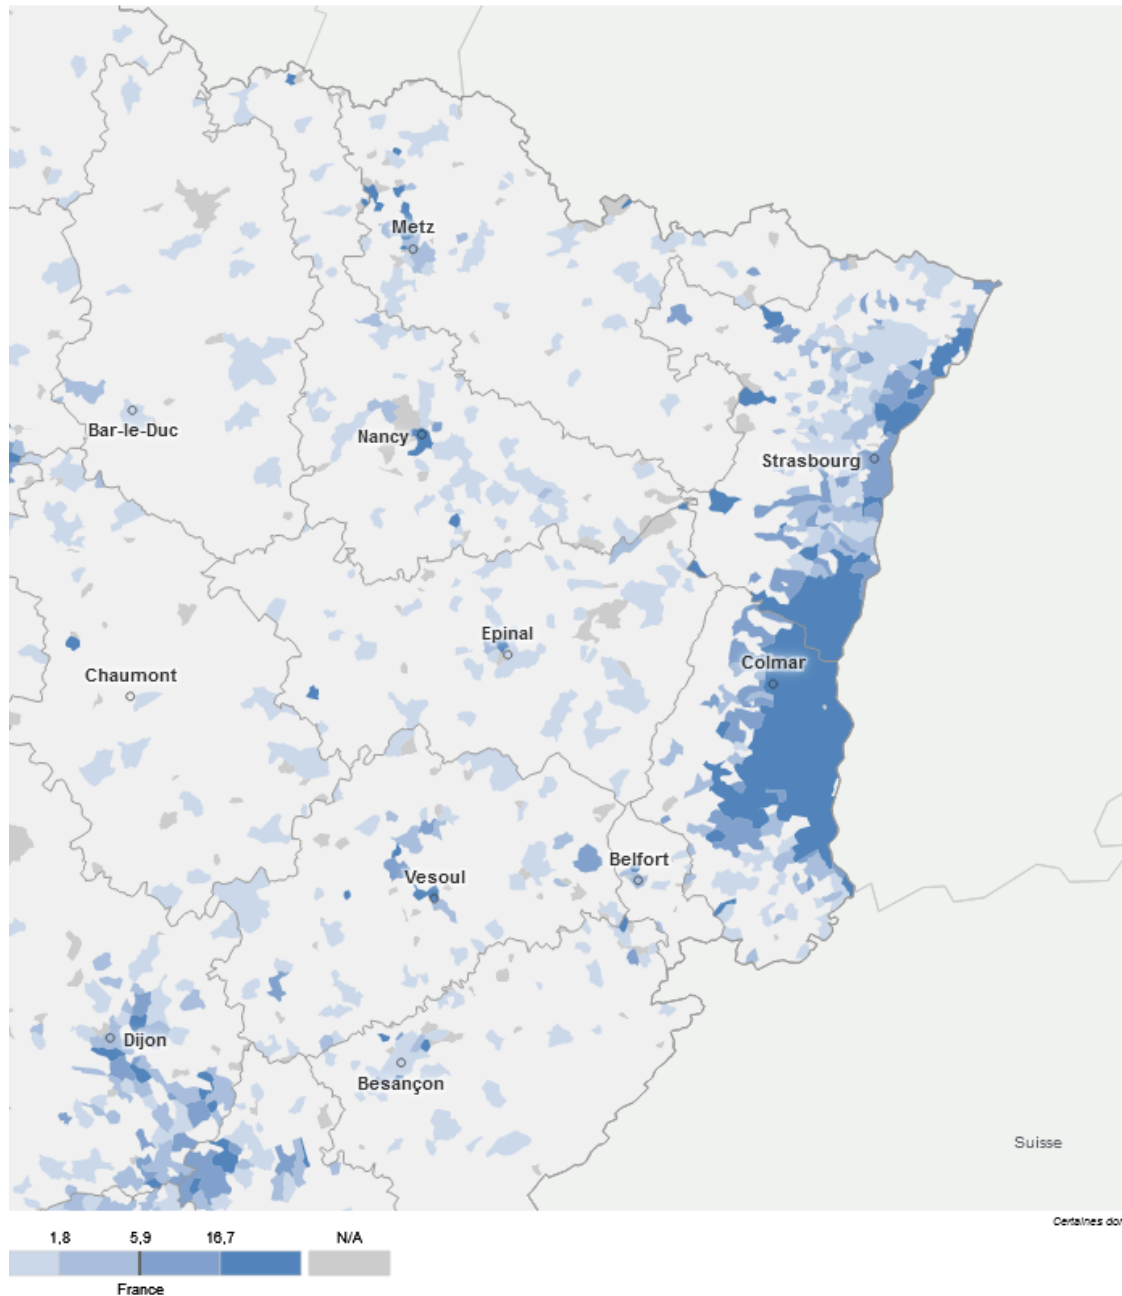 Metz
Bar-le-Duc
Nancy
Strasbourg
Epinal
Colmar
Chaumont
Belfort
Vesoul
Dijon
Besançon
Suisse
Certaines
1,8 5,9 16,7 N/A
France